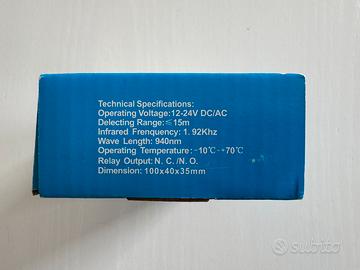 Technical Specifications:
Operating Voltage:12-24V DC/AC
Delecting Range:≤15m
Infrared Frenquency: 1. 92Khz
Wave Length: 940nm
Operating Temperature: -10℃-+70℃
Relay Output: N. C. /N. O.
Dimension: 100x40x35mm
subito